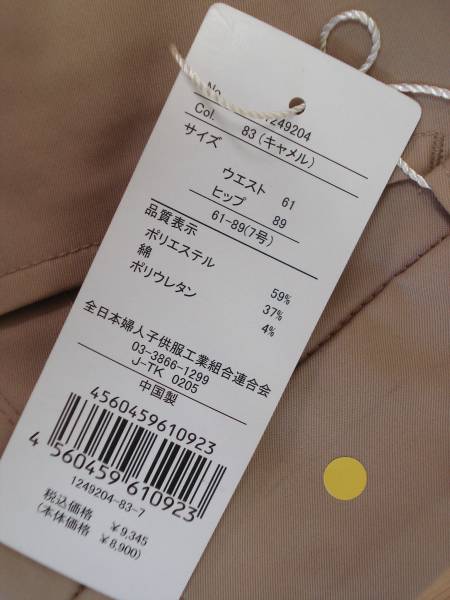 No. 1249204
Col. 83 (キャメル)
サイズ
ウエスト 61
ヒップ 89
61-89(7号)
品質表示
ポリエステル 59%
綿 37%
ポリウレタン 4%
全日本婦人子供服工業組合連合会
03-3866-1299
J-TK 0205
中国製
4560459610923
4 560459 610923
1249204-83-7
税込価格 ¥9,345
(本体価格 ¥8,900)